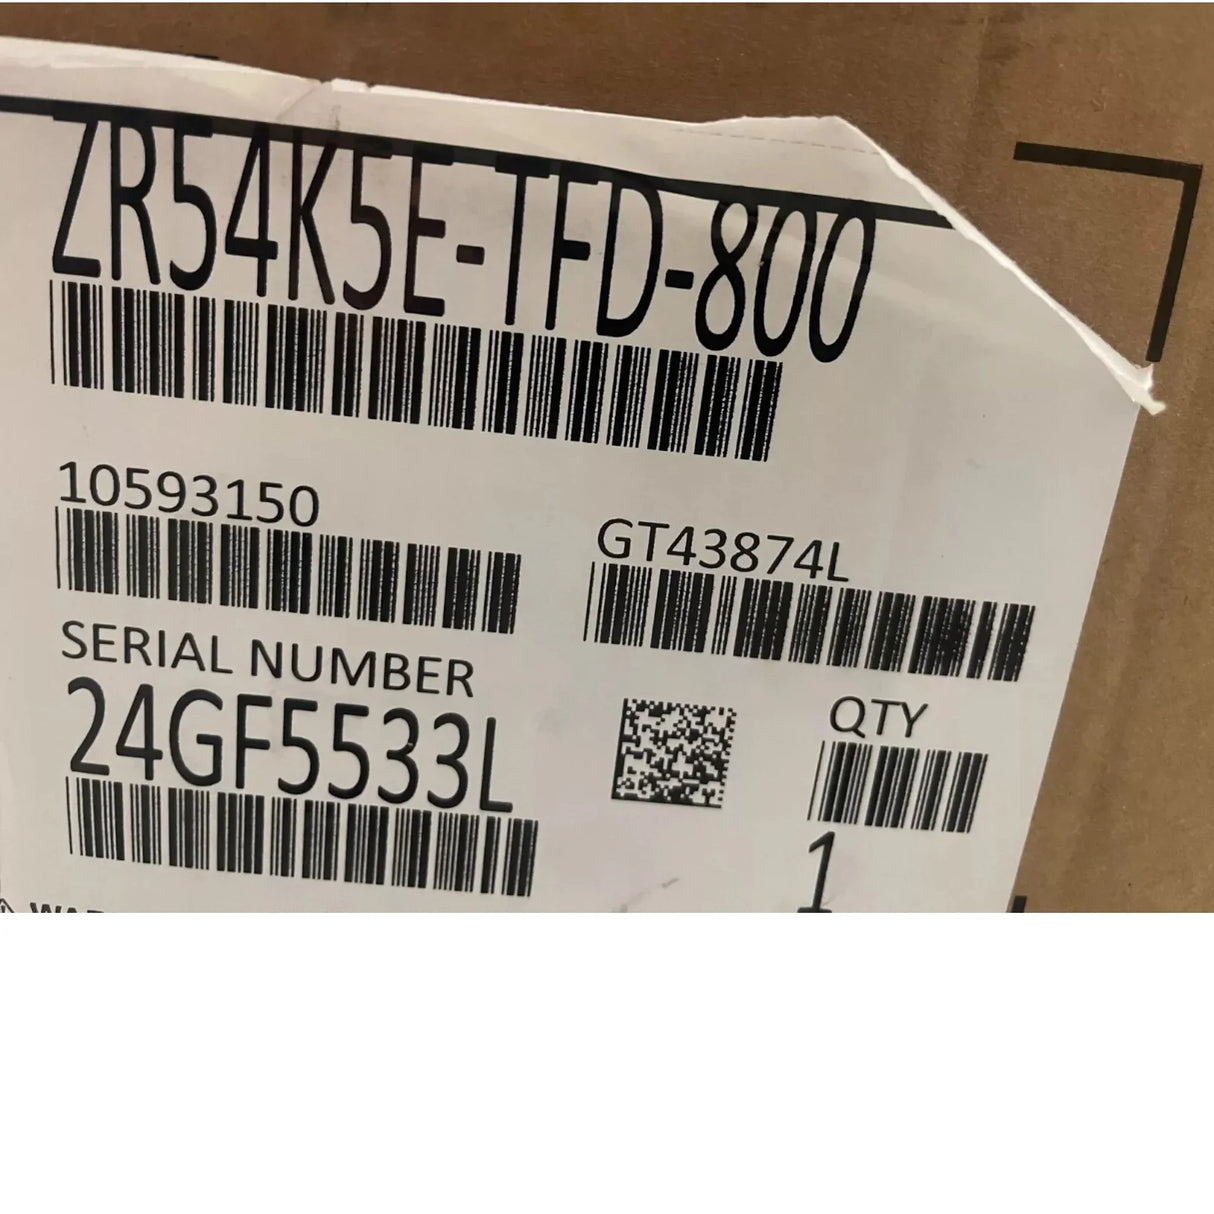 ZR54K5E-TFD-800
10593150
GT43874L
SERIAL NUMBER
24GF5533L
QTY
1